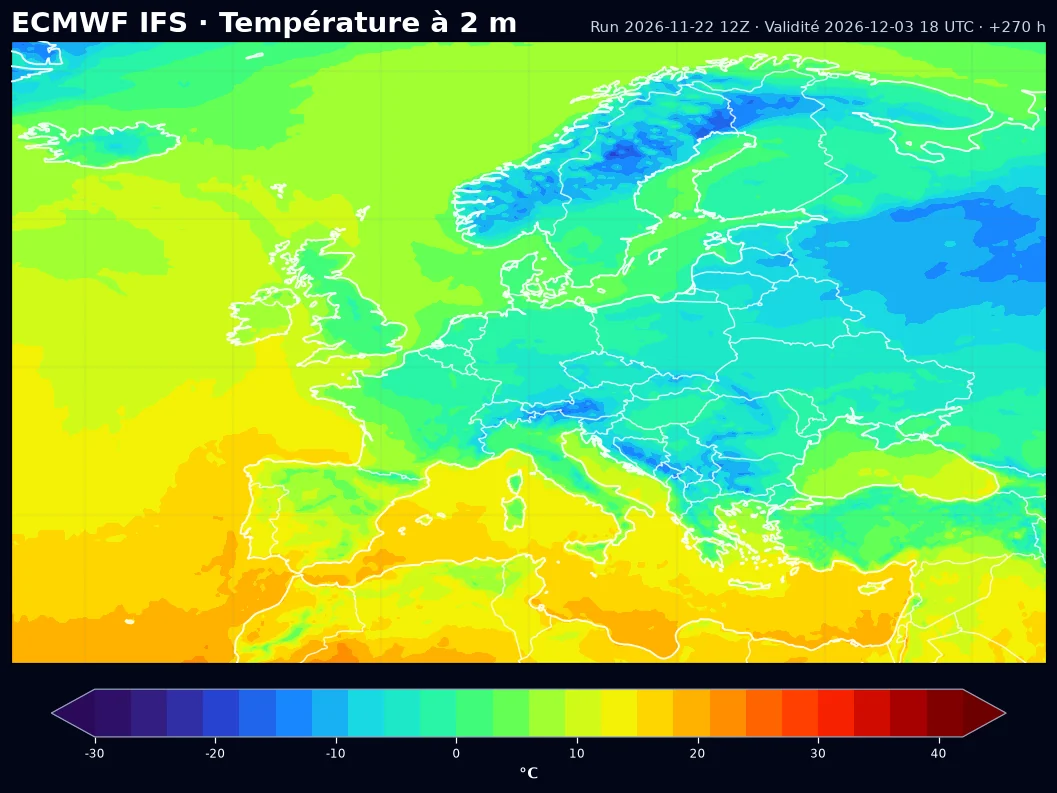 ECMWF IFS · Température à 2 m
Run 2026-11-22 12Z · Validité 2026-12-03 18 UTC · +270 h
-30 -20 -10 0 10 20 30 40
°C